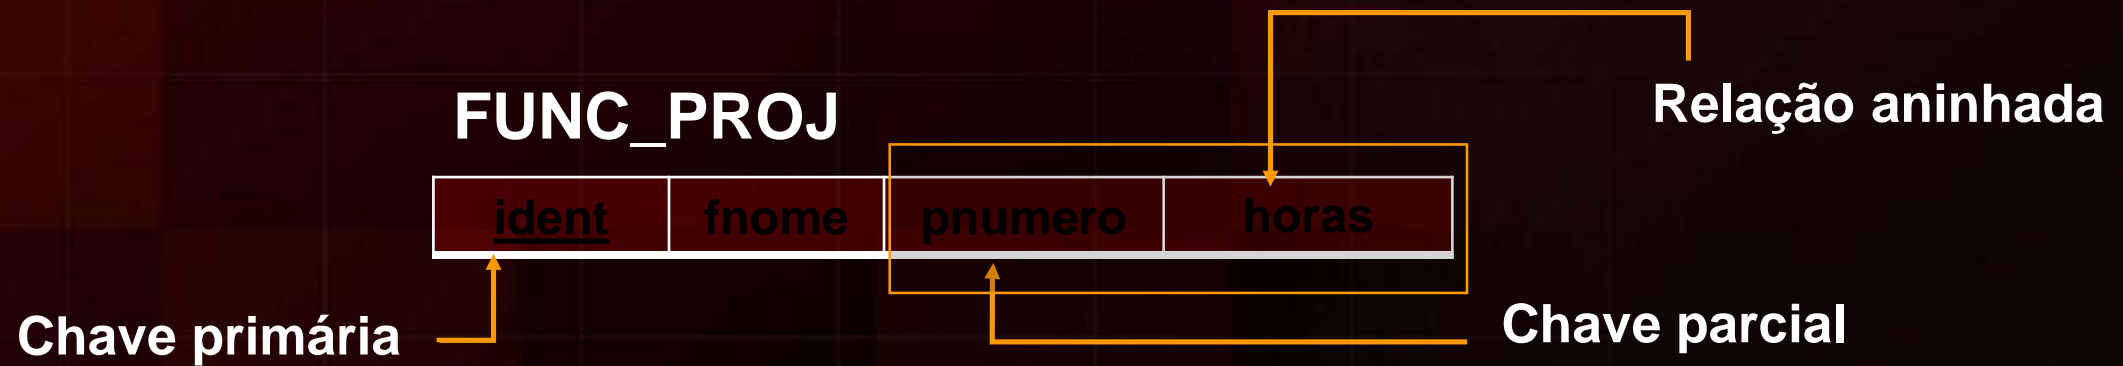 Relação aninhada
FUNC_PROJ
ident fnome pnumero horas
Chave primária
Chave parcial